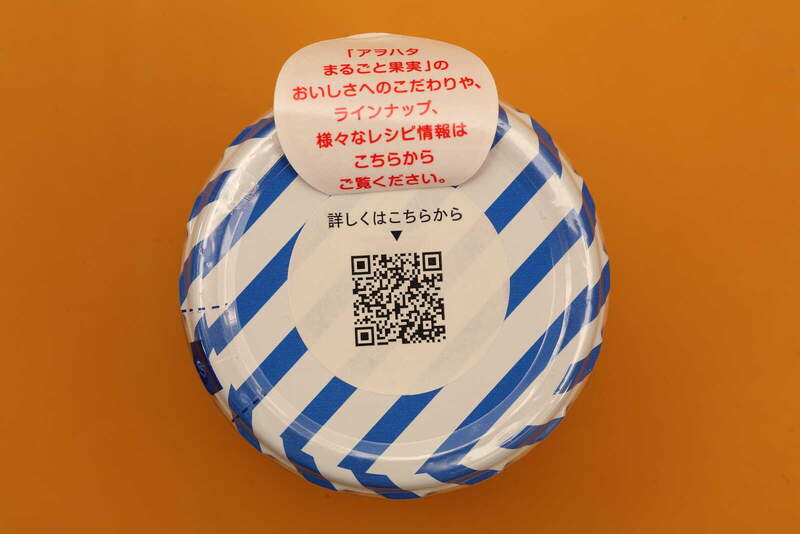 「アヲハタ
まるごと果実」の
おいしさへのこだわりや、
ラインナップ、
様々なレシピ情報は
こちらから
ご覧ください。
詳しくはこちらから
▼